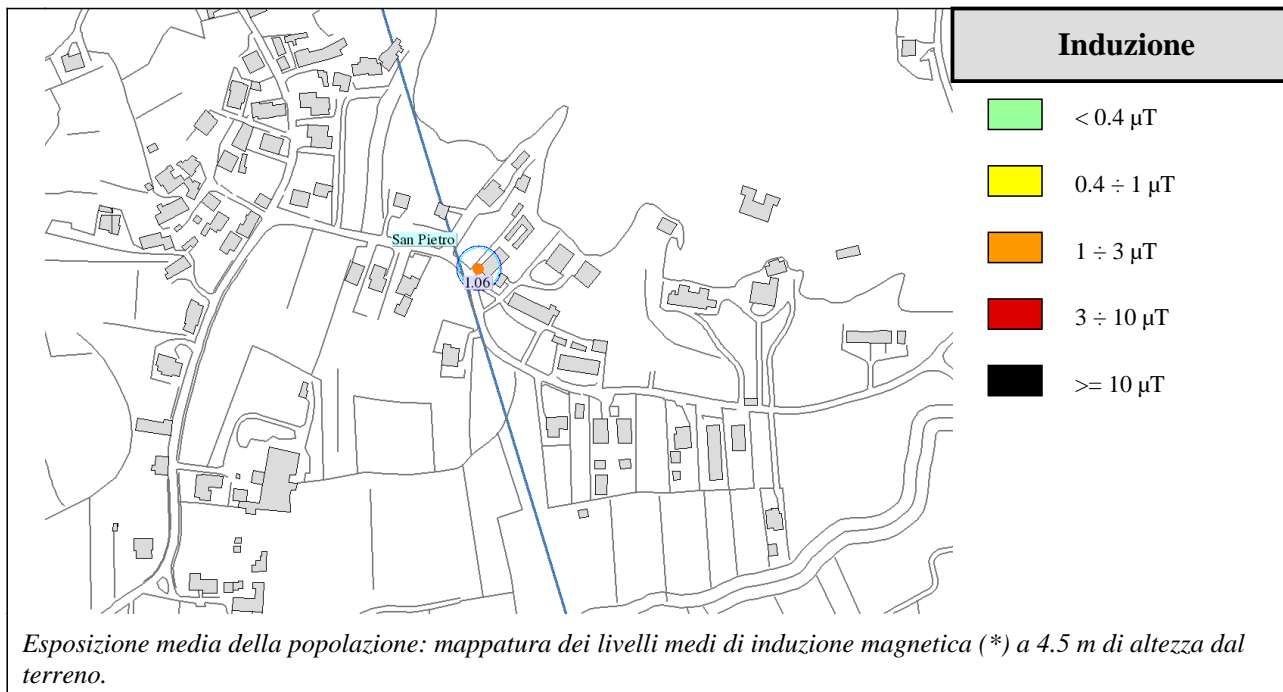 Induzione
< 0.4 µT
0.4 ÷ 1 µT
1 ÷ 3 µT
3 ÷ 10 µT
>= 10 µT
San Pietro
1.06
Esposizione media della popolazione: mappatura dei livelli medi di induzione magnetica (*) a 4.5 m di altezza dal
terreno.